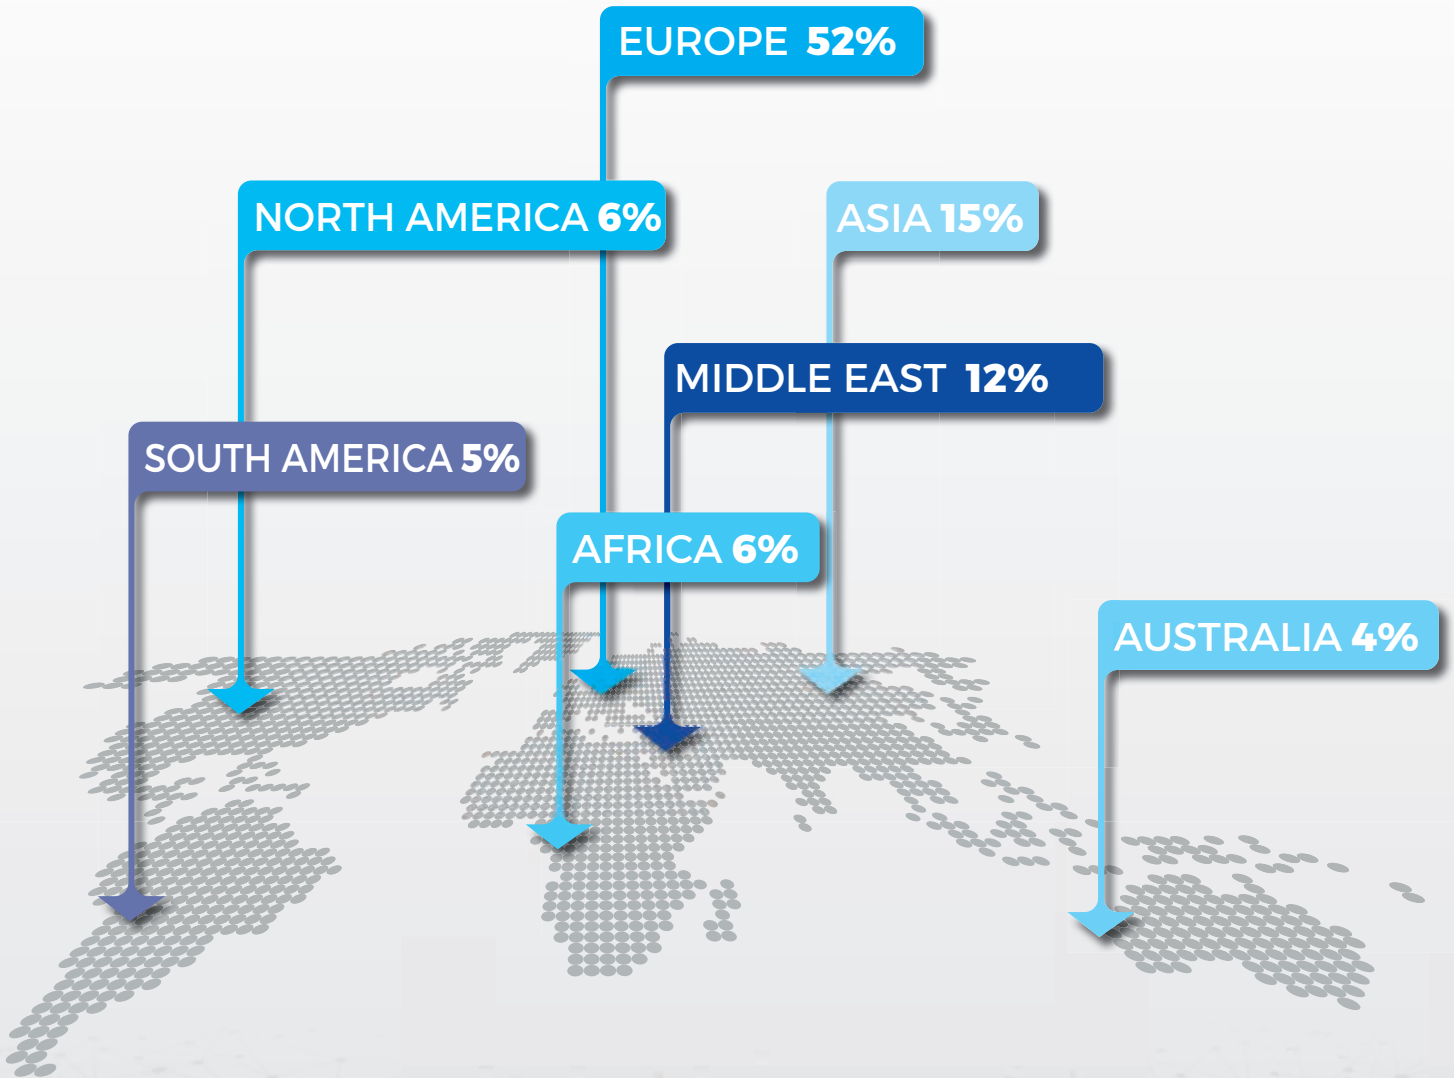 EUROPE 52%
NORTH AMERICA 6%
ASIA 15%
MIDDLE EAST 12%
SOUTH AMERICA 5%
AFRICA 6%
AUSTRALIA 4%